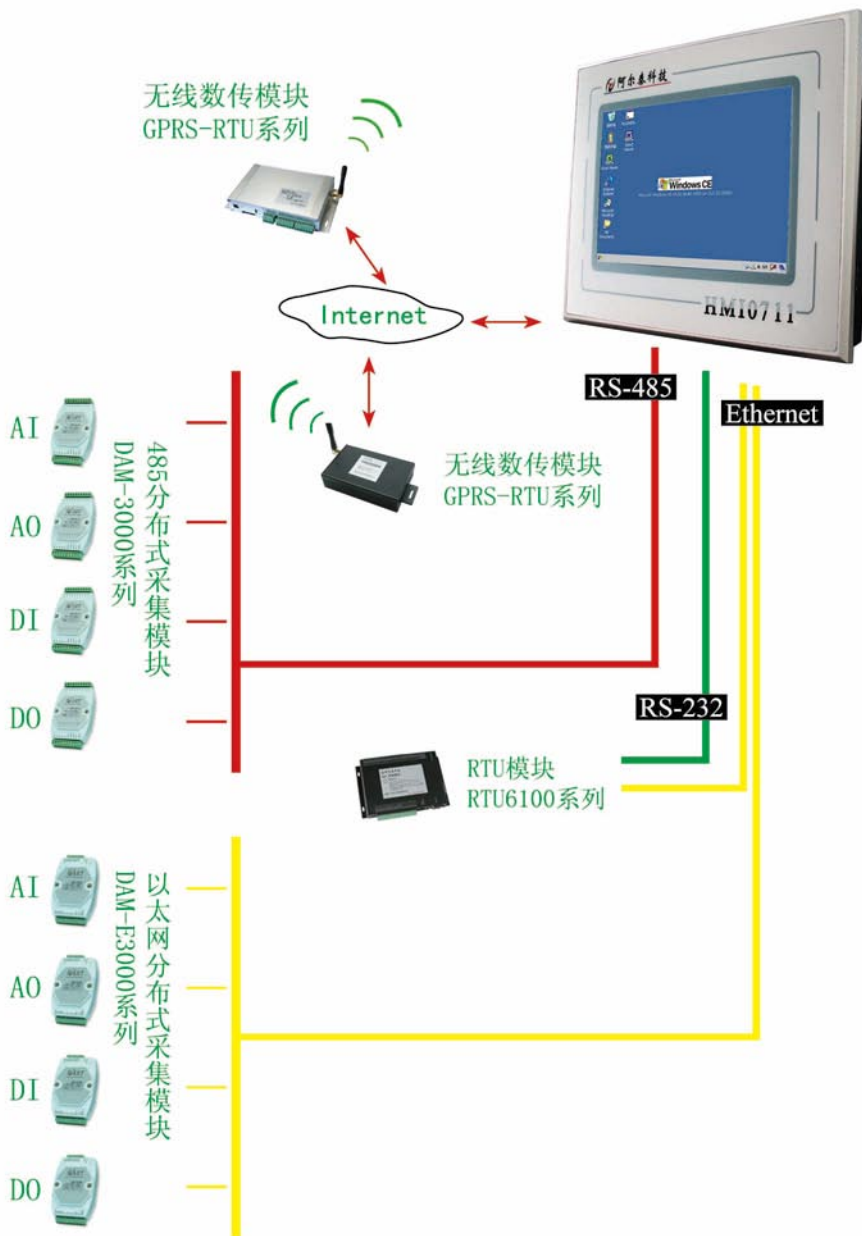 无线数传模块
GPRS-RTU系列
阿尔泰科技
Windows CE
HMI0711
Internet
RS-485
Ethernet
AI
AO
DI
DO
485分布式采集模块
DAM-3000系列
无线数传模块
GPRS-RTU系列
RS-232
RTU模块
RTU6100系列
AI
AO
DI
DO
以太网分布式采集模块
DAM-E3000系列